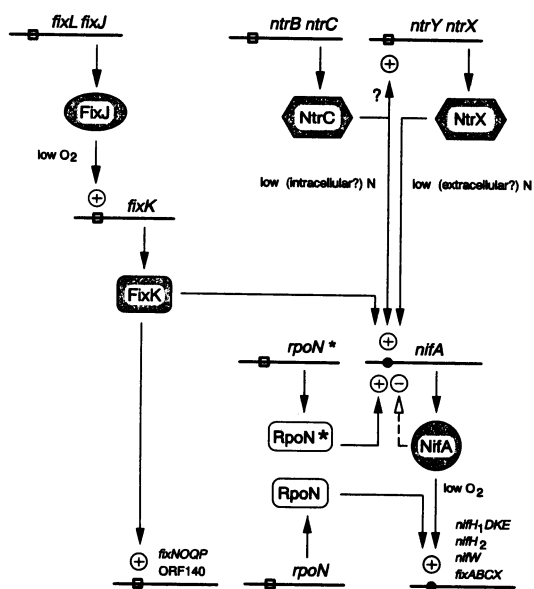 fixL fixJ
ntrB ntrC
ntrY ntrX
+
?
FixJ
NtrC
NtrX
low O2
low (intracellular?) N
low (extracellular?) N
+
fixK
FixK
+
rpoN *
nifA
+ −
RpoN*
NifA
RpoN
low O2
nifH1DKE
nifH2
nifW
fixABCX
+
+
fixNOQP
ORF140
rpoN